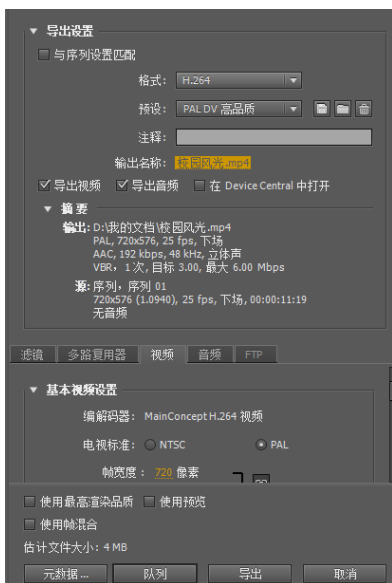 导出设置
与序列设置匹配
格式: H.264
预设: PAL DV 高品质
注释:
输出名称: 校园风光.mp4
导出视频 导出音频 在 Device Central 中打开
摘要
输出: D:\我的文档\校园风光.mp4
PAL, 720x576, 25 fps, 下场
AAC, 192 kbps, 48 kHz, 立体声
VBR, 1次, 目标 3.00, 最大 6.00 Mbps
源: 序列, 序列 01
720x576 (1.0940), 25 fps, 下场, 00:00:11:19
无音频
滤镜 多路复用器 视频 音频 FTP
基本视频设置
编解码器: MainConcept H.264 视频
电视标准: NTSC PAL
帧宽度: 720 像素
使用最高渲染品质 使用预览
使用帧混合
估计文件大小: 4 MB
元数据... 队列 导出 取消